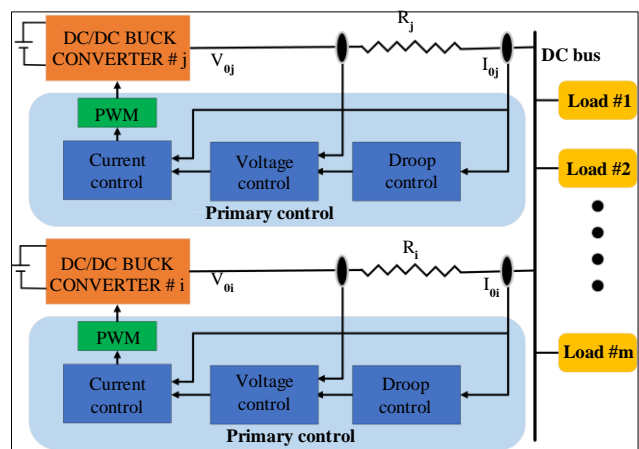 DC/DC BUCK
CONVERTER # j
V0j
Rj
I0j
DC bus
PWM
Current
control
Voltage
control
Droop
control
Primary control
Load #1
Load #2
DC/DC BUCK
CONVERTER # i
V0i
Ri
I0i
PWM
Current
control
Voltage
control
Droop
control
Primary control
Load #m